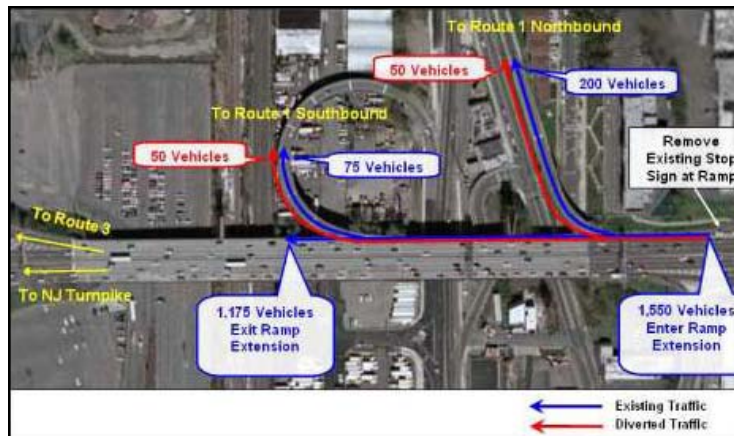 To Route 1 Northbound
50 Vehicles
200 Vehicles
To Route 1 Southbound
50 Vehicles
75 Vehicles
Remove
Existing Stop
Sign at Ramp
To Route 3
To NJ Turnpike
1,175 Vehicles
Exit Ramp
Extension
1,550 Vehicles
Enter Ramp
Extension
Existing Traffic
Diverted Traffic